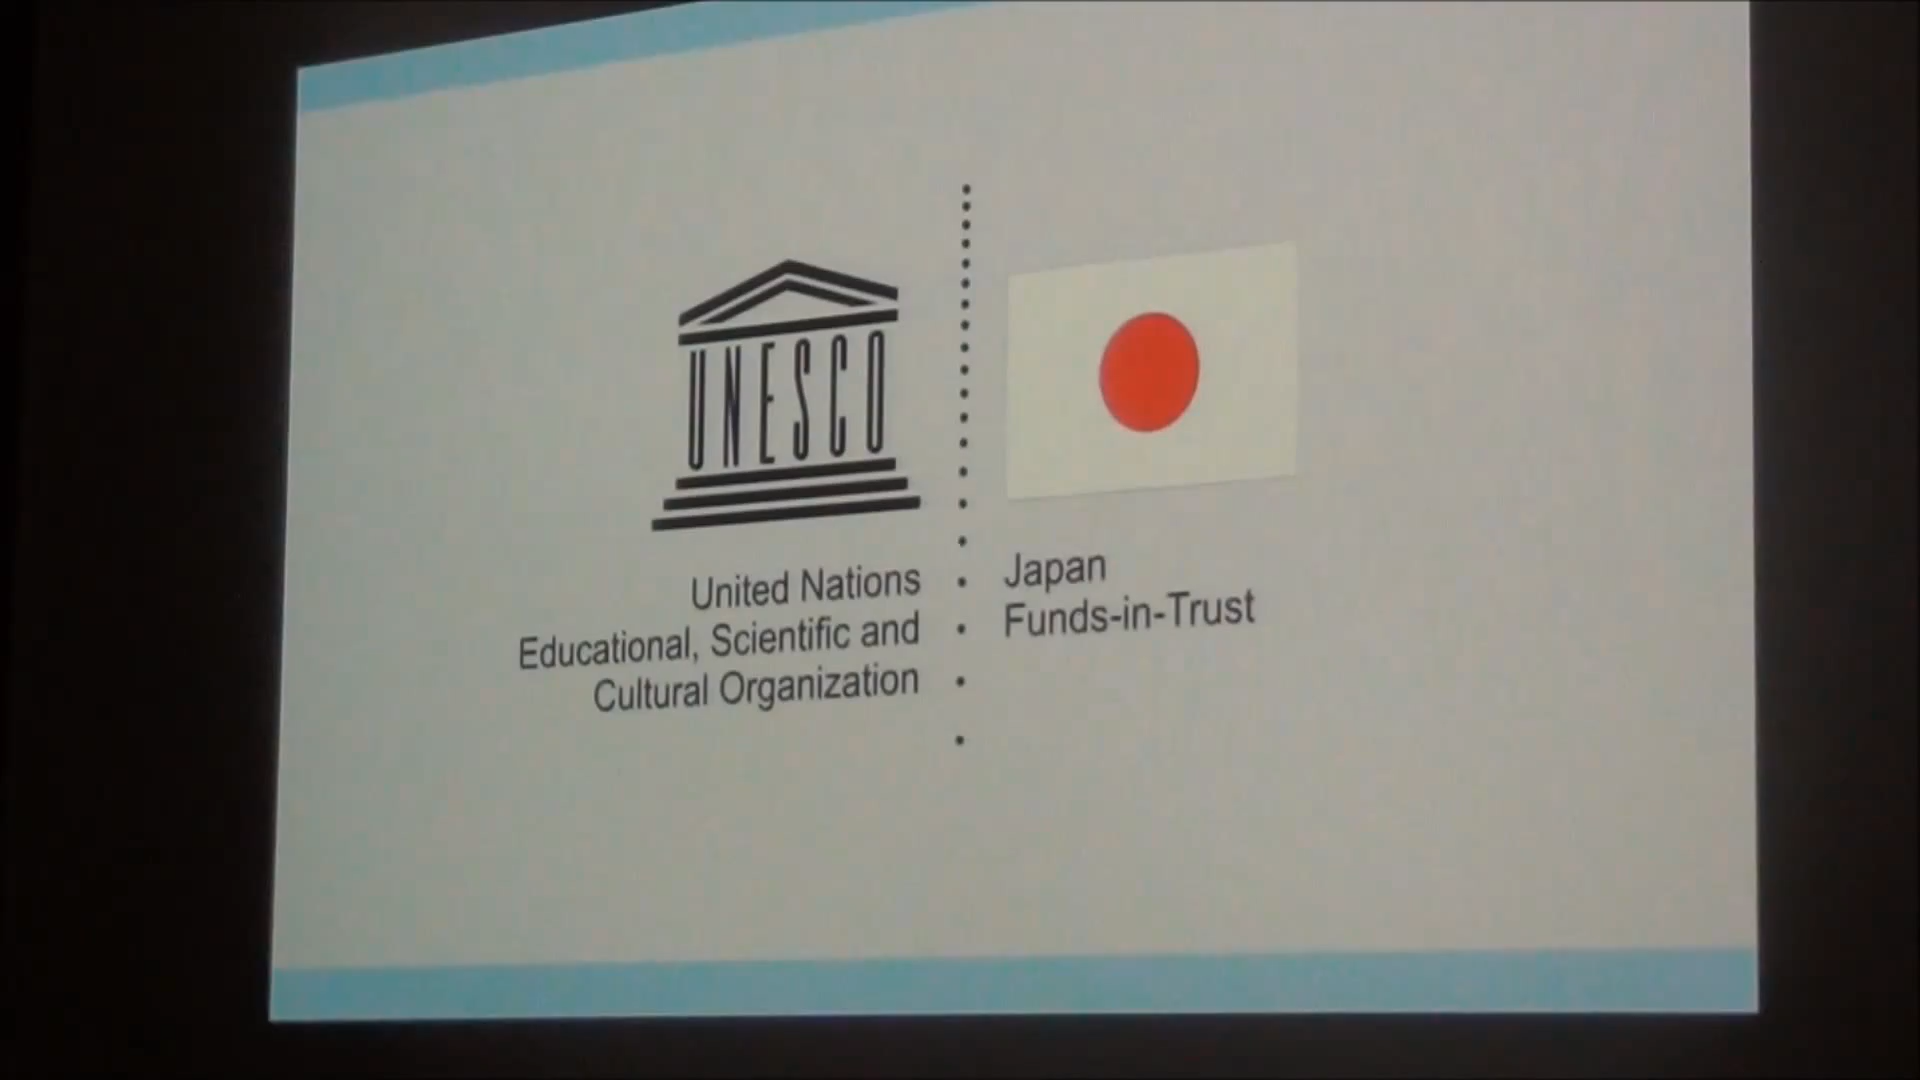 UNESCO
United Nations
Educational, Scientific and
Cultural Organization
Japan
Funds-in-Trust